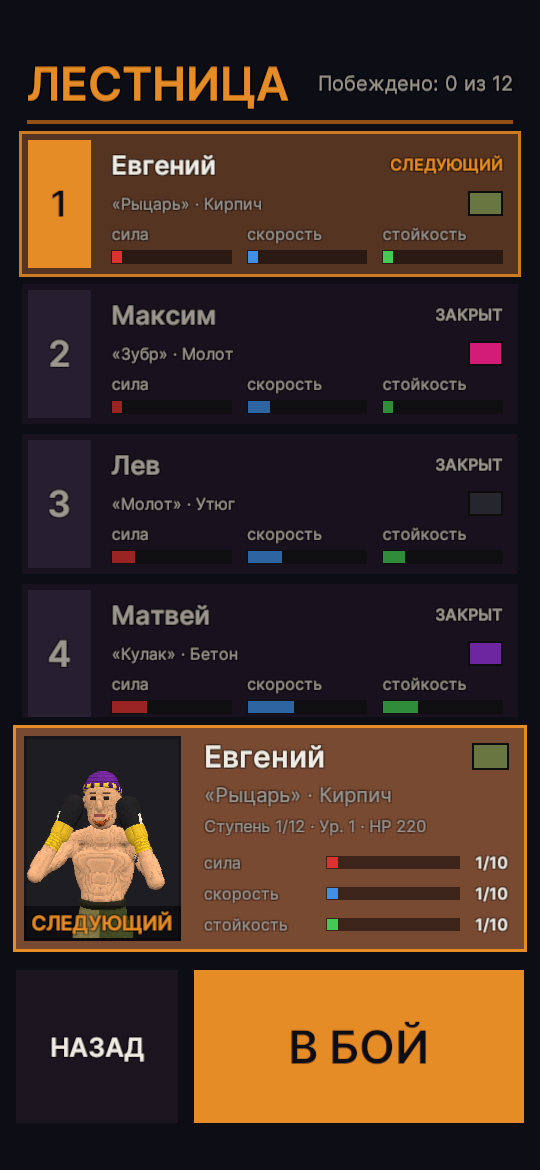 ЛЕСТНИЦА Побеждено: 0 из 12
1 Евгений СЛЕДУЮЩИЙ
«Рыцарь» · Кирпич
сила скорость стойкость
2 Максим ЗАКРЫТ
«Зубр» · Молот
сила скорость стойкость
3 Лев ЗАКРЫТ
«Молот» · Утюг
сила скорость стойкость
4 Матвей ЗАКРЫТ
«Кулак» · Бетон
сила скорость стойкость
Евгений
«Рыцарь» · Кирпич
Ступень 1/12 · Ур. 1 · HP 220
сила 1/10
скорость 1/10
стойкость 1/10
СЛЕДУЮЩИЙ
НАЗАД В БОЙ